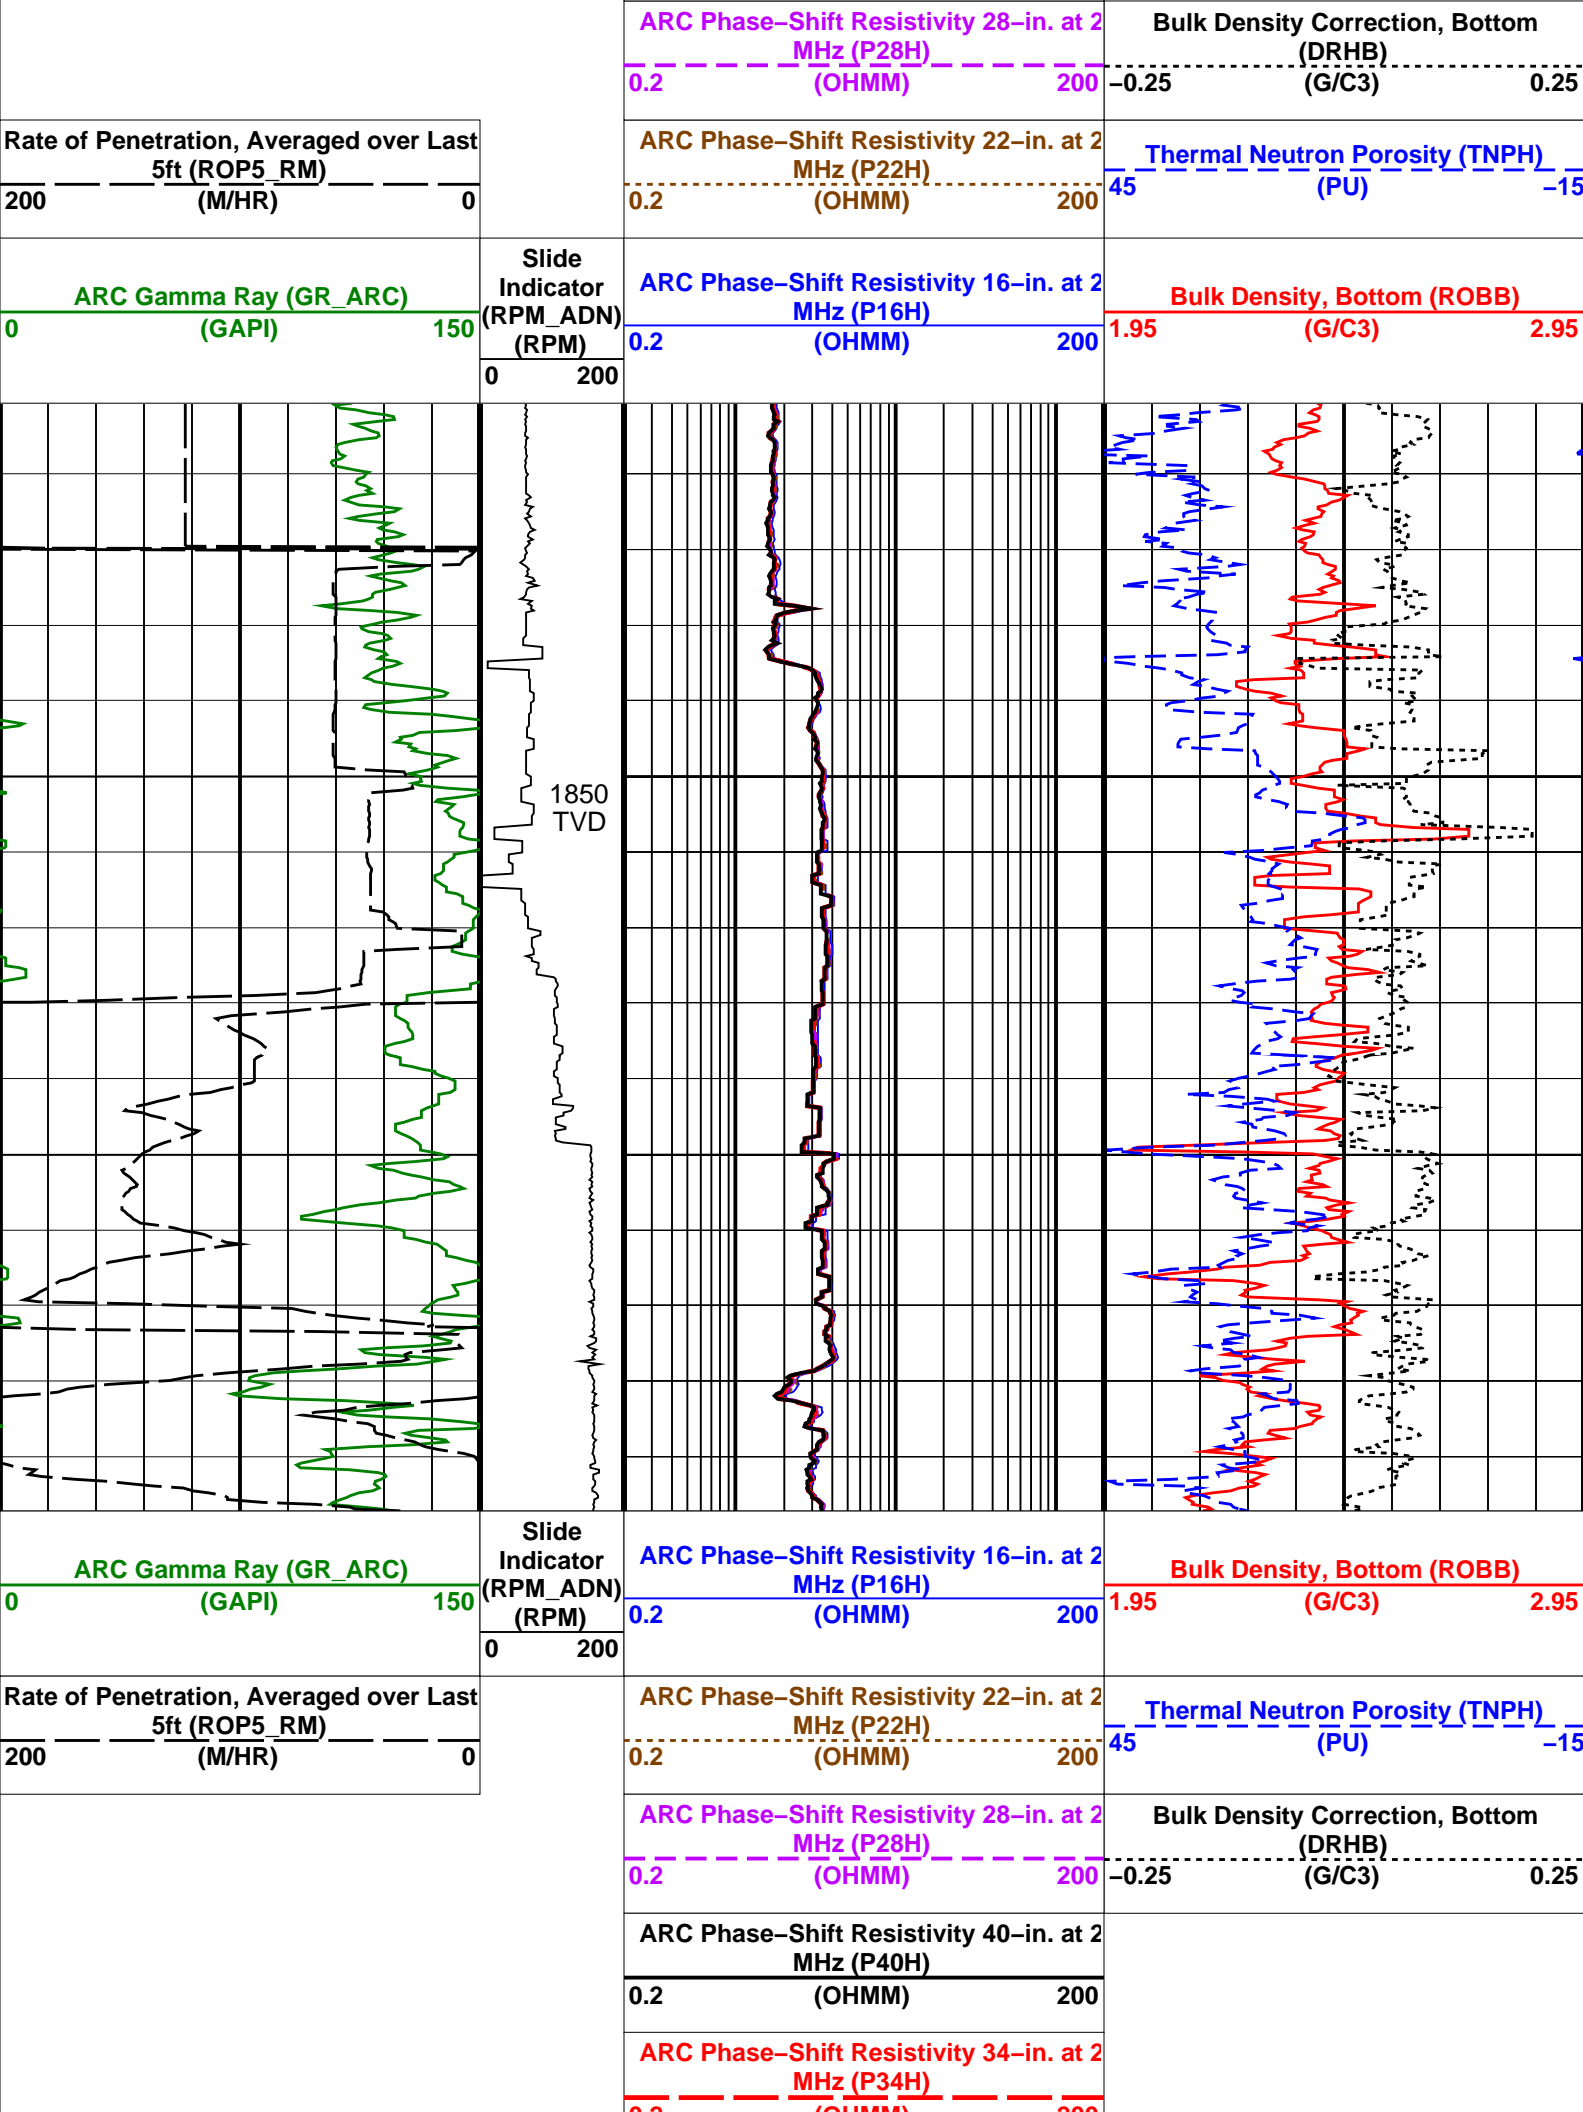 ARC Phase–Shift Resistivity 28–in. at 2
MHz (P28H)
0.2 (OHMM) 200
Bulk Density Correction, Bottom
(DRHB)
–0.25 (G/C3) 0.25
Rate of Penetration, Averaged over Last
5ft (ROP5_RM)
200 (M/HR) 0
ARC Phase–Shift Resistivity 22–in. at 2
MHz (P22H)
0.2 (OHMM) 200
Thermal Neutron Porosity (TNPH)
45 (PU) –15
ARC Gamma Ray (GR_ARC)
0 (GAPI) 150
Slide
Indicator
(RPM_ADN)
(RPM)
0 200
ARC Phase–Shift Resistivity 16–in. at 2
MHz (P16H)
0.2 (OHMM) 200
Bulk Density, Bottom (ROBB)
1.95 (G/C3) 2.95
1850
TVD
ARC Gamma Ray (GR_ARC)
0 (GAPI) 150
Slide
Indicator
(RPM_ADN)
(RPM)
0 200
ARC Phase–Shift Resistivity 16–in. at 2
MHz (P16H)
0.2 (OHMM) 200
Bulk Density, Bottom (ROBB)
1.95 (G/C3) 2.95
Rate of Penetration, Averaged over Last
5ft (ROP5_RM)
200 (M/HR) 0
ARC Phase–Shift Resistivity 22–in. at 2
MHz (P22H)
0.2 (OHMM) 200
Thermal Neutron Porosity (TNPH)
45 (PU) –15
ARC Phase–Shift Resistivity 28–in. at 2
MHz (P28H)
0.2 (OHMM) 200
Bulk Density Correction, Bottom
(DRHB)
–0.25 (G/C3) 0.25
ARC Phase–Shift Resistivity 40–in. at 2
MHz (P40H)
0.2 (OHMM) 200
ARC Phase–Shift Resistivity 34–in. at 2
MHz (P34H)
0.2 (OHMM) 200